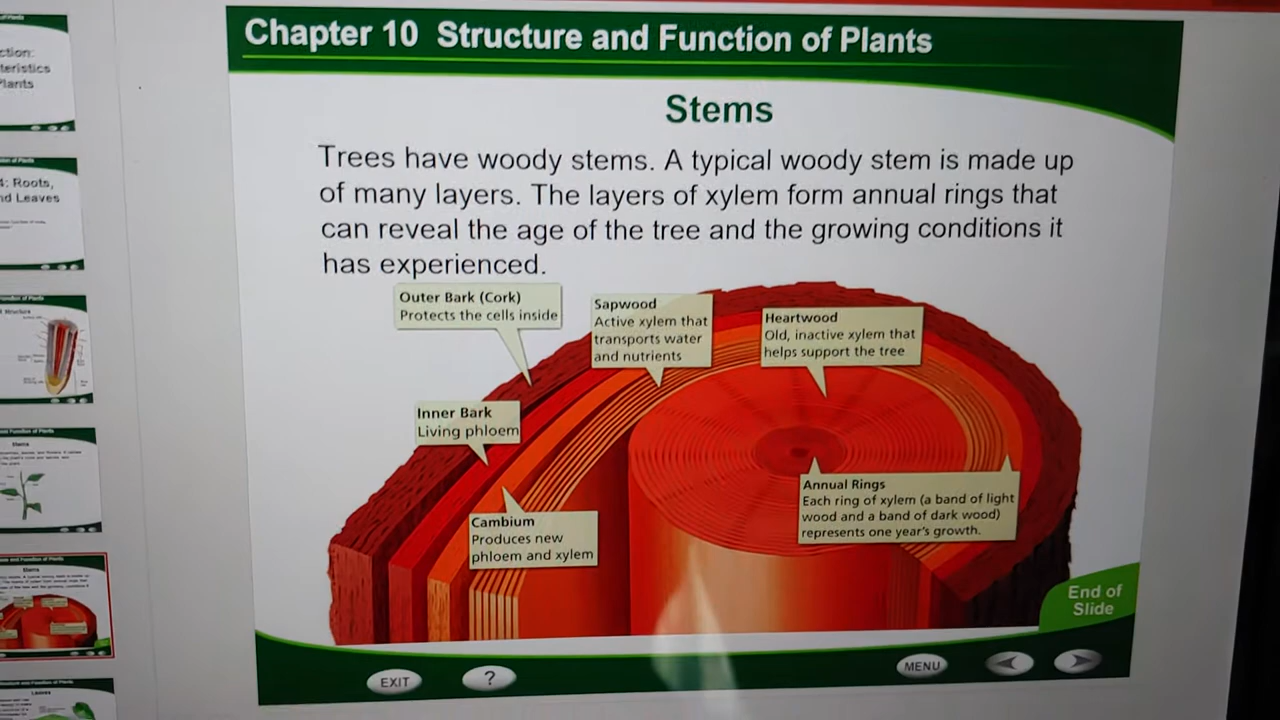 Chapter 10 Structure and Function of Plants
Stems
Trees have woody stems. A typical woody stem is made up
of many layers. The layers of xylem form annual rings that
can reveal the age of the tree and the growing conditions it
has experienced.
Outer Bark (Cork)
Protects the cells inside
Sapwood
Active xylem that
transports water
and nutrients
Heartwood
Old, inactive xylem that
helps support the tree
Inner Bark
Living phloem
Cambium
Produces new
phloem and xylem
Annual Rings
Each ring of xylem (a band of light
wood and a band of dark wood)
represents one year's growth.
End of
Slide
EXIT
?
MENU
Plants
Roots,
Leaves
Stems
Stems
Leaves